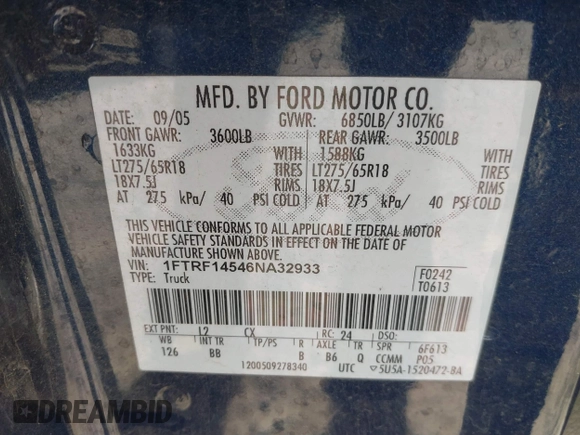 MFD. BY FORD MOTOR CO.
DATE: 09/05 GVWR: 6850LB/ 3107KG
FRONT GAWR: 3600LB REAR GAWR: 3500LB
1633KG WITH 1588KG WITH
LT275/65R18 TIRES LT275/65R18 TIRES
18X7.5J RIMS 18X7.5J RIMS
AT 275 kPa/ 40 PSI COLD AT 275 kPa/ 40 PSI COLD
THIS VEHICLE CONFORMS TO ALL APPLICABLE FEDERAL MOTOR
VEHICLE SAFETY STANDARDS IN EFFECT ON THE DATE OF
MANUFACTURE SHOWN ABOVE.
VIN: 1FTRF14546NA32933 F0242
TYPE: Truck T0613
EXT PNT: L2 CX RC: 24 DSO:
WB INT TR TP/PS R AXLE TR SPR 6F613
126 BB B B6 Q CCMM P05
1200509278340 UTC 5U5A-1520472-BA
Ford
DREAMBID